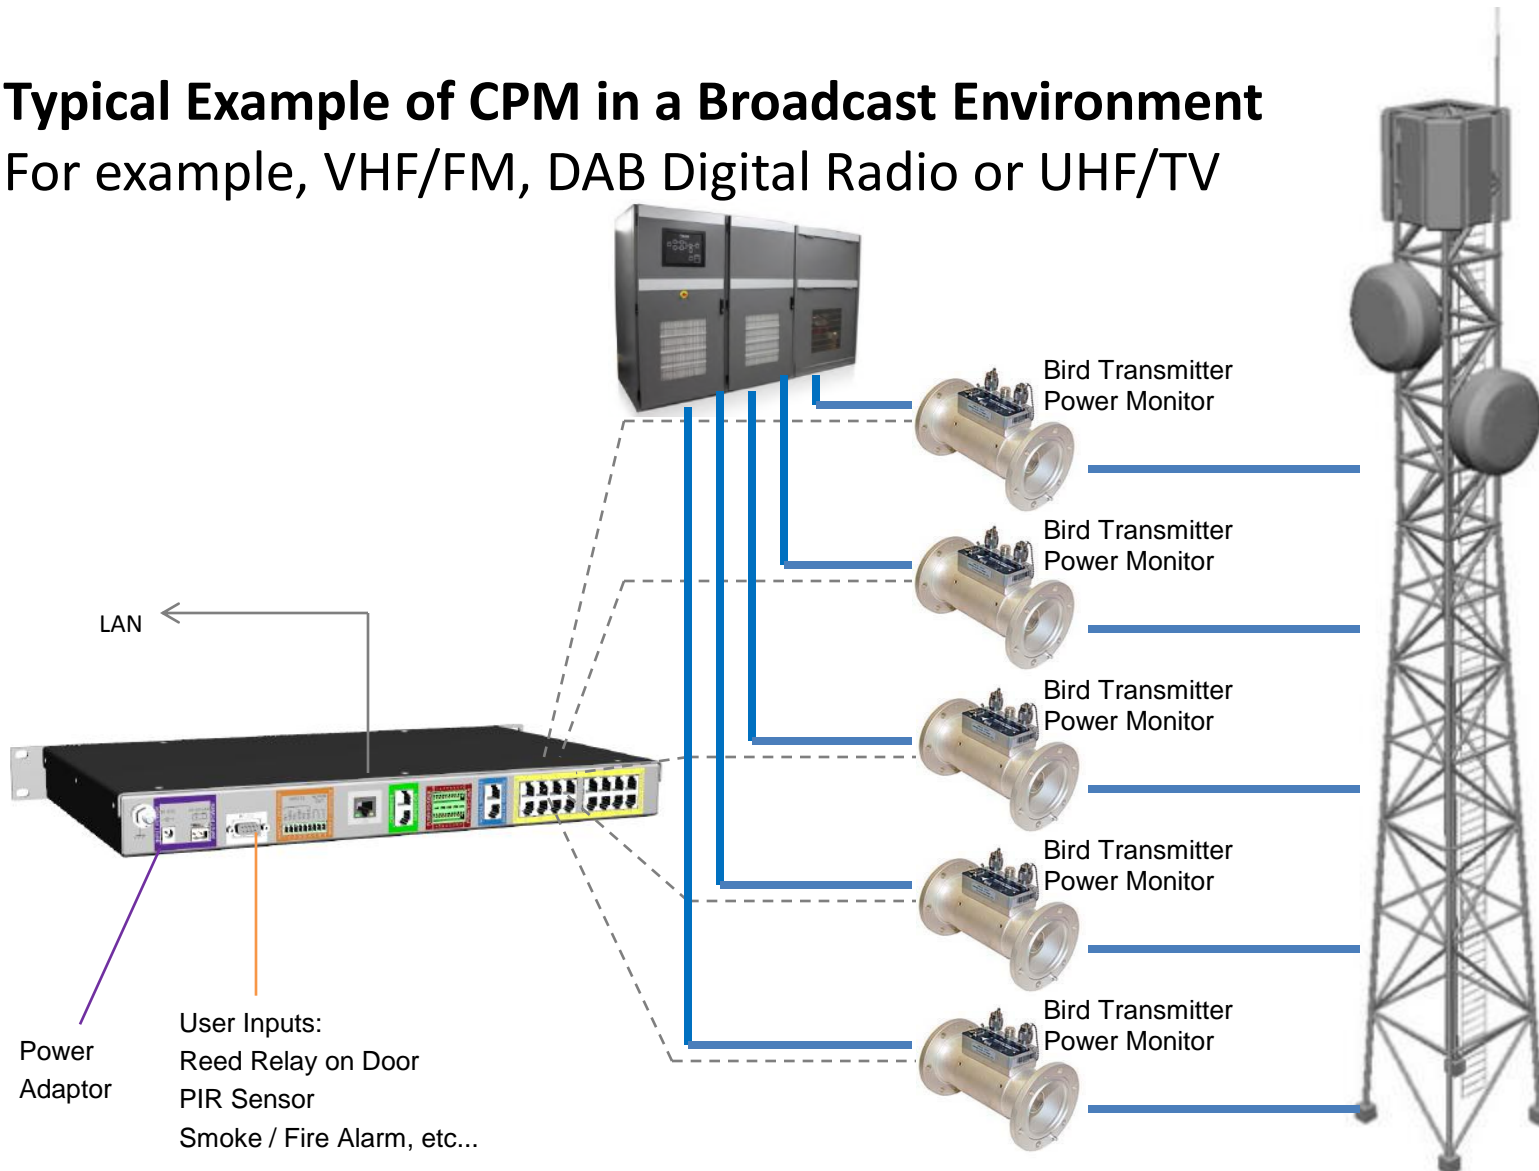 Typical Example of CPM in a Broadcast Environment
For example, VHF/FM, DAB Digital Radio or UHF/TV
Bird Transmitter
Power Monitor
Bird Transmitter
Power Monitor
LAN
Bird Transmitter
Power Monitor
Bird Transmitter
Power Monitor
Bird Transmitter
Power Monitor
Power
Adaptor
User Inputs:
Reed Relay on Door
PIR Sensor
Smoke / Fire Alarm, etc...